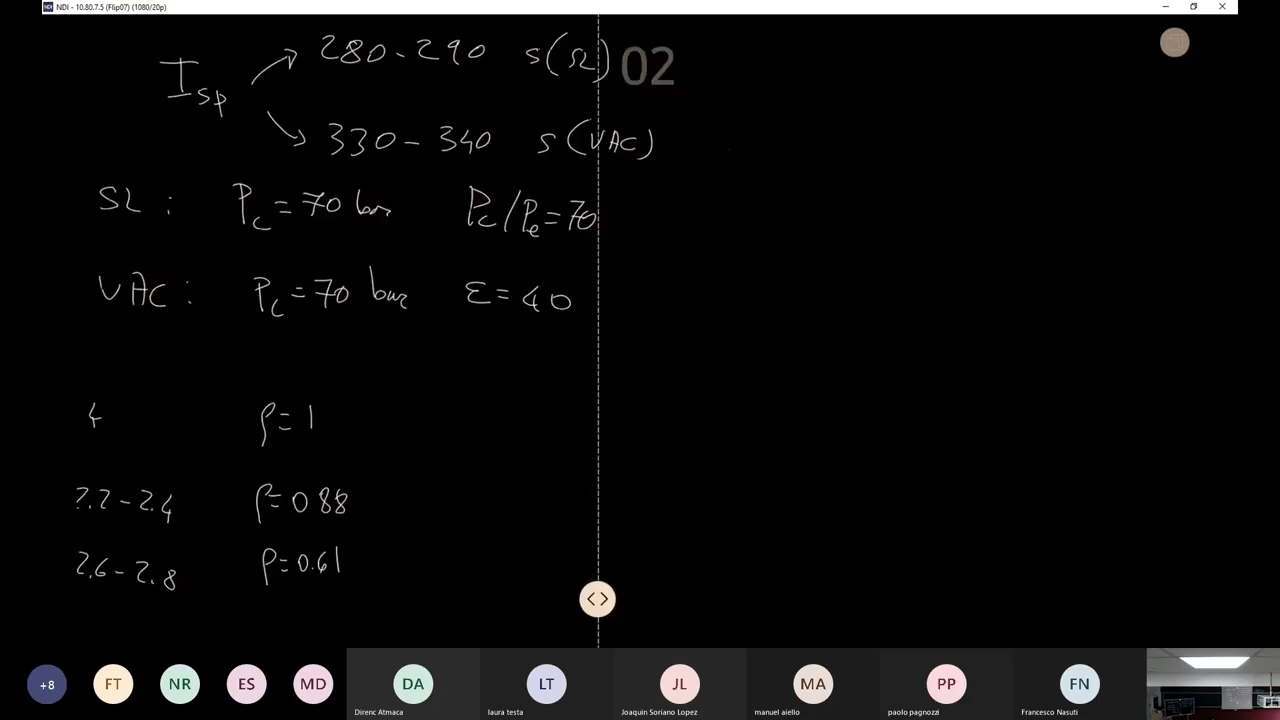 NDI - 10.80.7.5 (Flip07) (1080/20p)
Isp → 280-290 s(SL)
02
→ 330-340 s(VAC)
SL: Pc=70 bar Pc/Pe=70
VAC: Pc=70 bar ε=40
4 ρ=1
2.2-2.4 ρ=0.88
2.6-2.8 ρ=0.61
+8 FT NR ES MD DA LT JL MA PP FN
Direnc Atmaca laura testa Joaquin Soriano Lopez manuel aiello paolo pagnozzi Francesco Nasuti